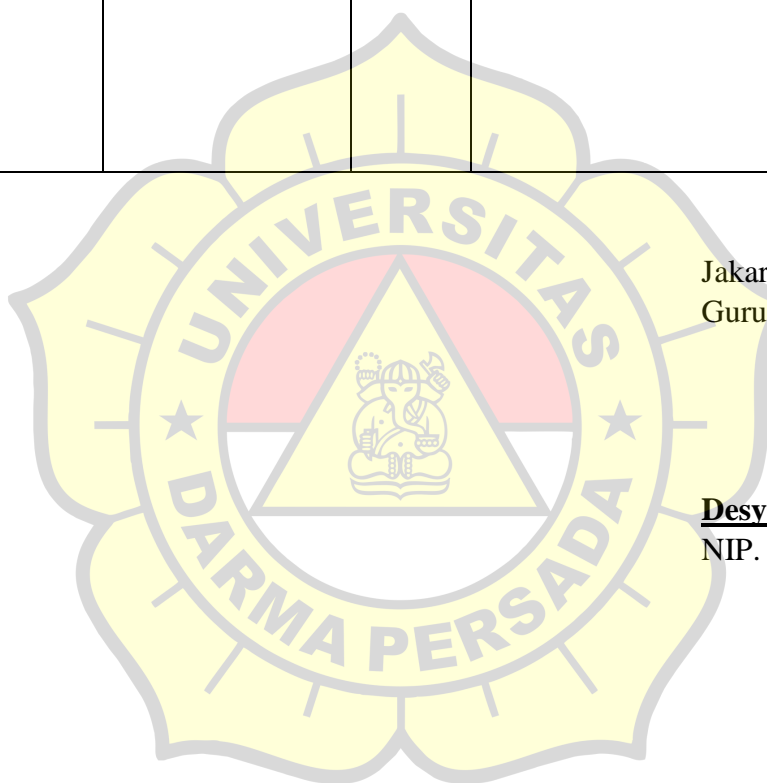 UNIVERSITAS
DARMA PERSADA
Jakar
Guru
Desy
NIP.